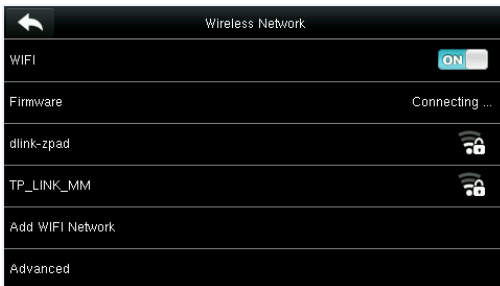 Wireless Network
WIFI ON
Firmware Connecting ...
dlink-zpad
TP_LINK_MM
Add WIFI Network
Advanced